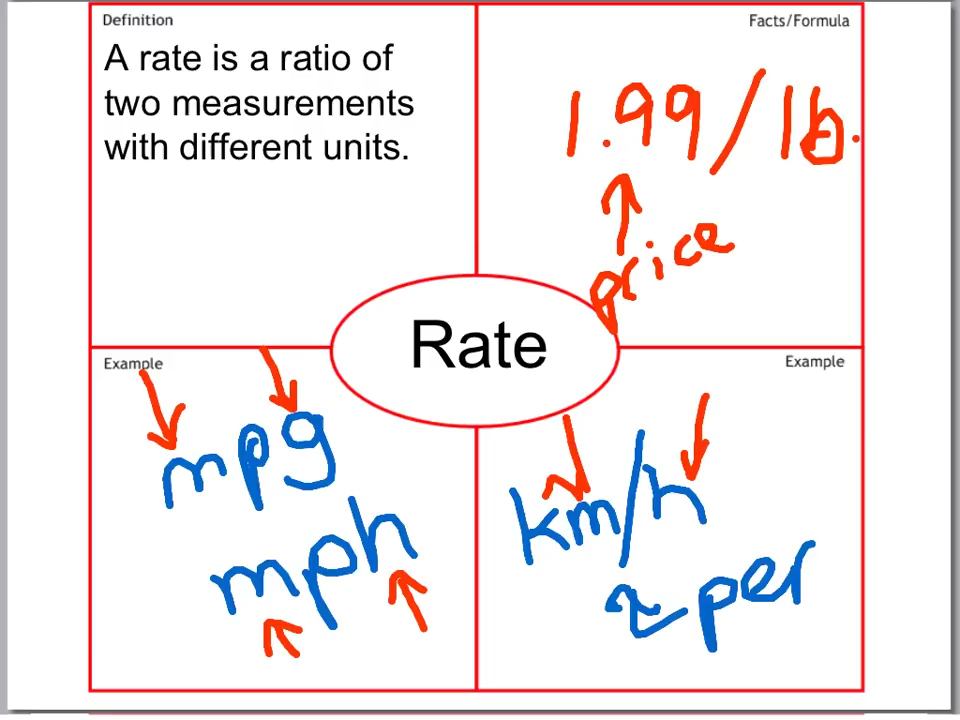 Definition
A rate is a ratio of
two measurements
with different units.
Facts/Formula
1.99/lb.
price
Rate
Example
mpg
mph
Example
km/h
per